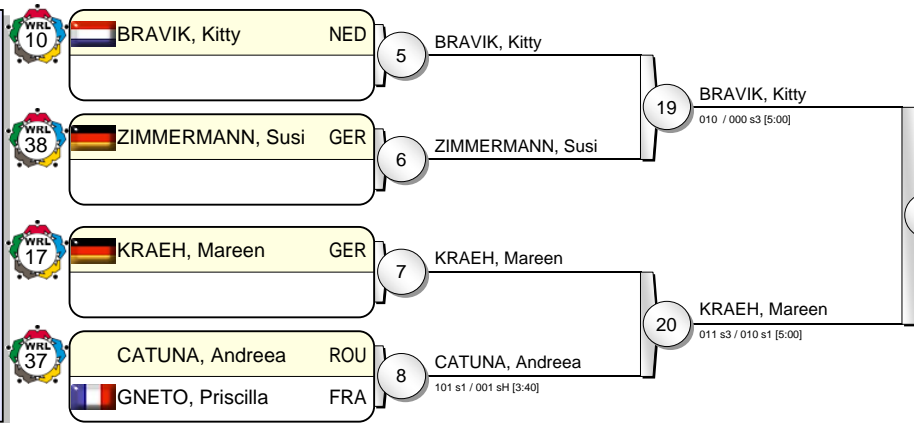 WRL
10
BRAVIK, Kitty NED
5
BRAVIK, Kitty
WRL
38
ZIMMERMANN, Susi GER
6
ZIMMERMANN, Susi
19
BRAVIK, Kitty
010 / 000 s3 [5:00]
WRL
17
KRAEH, Mareen GER
7
KRAEH, Mareen
WRL
37
CATUNA, Andreea ROU
GNETO, Priscilla FRA
8
CATUNA, Andreea
101 s1 / 001 sH [3:40]
20
KRAEH, Mareen
011 s3 / 010 s1 [5:00]